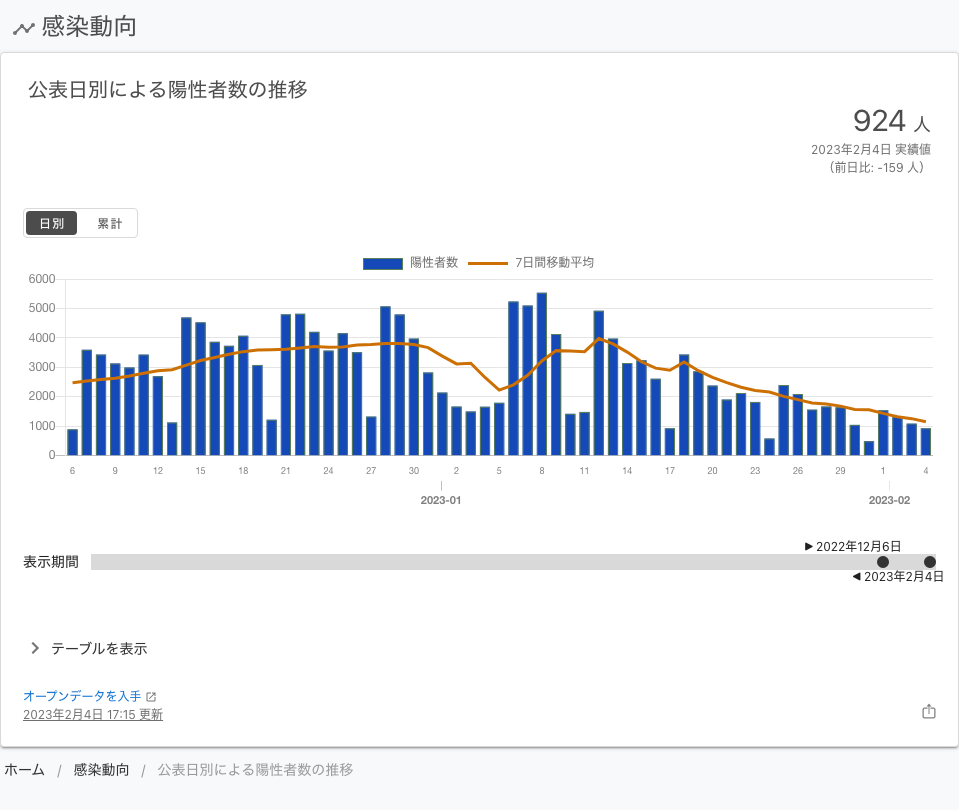 感染動向
公表日別による陽性者数の推移
924 人
2023年2月4日 実績値
（前日比: -159 人）
日別 累計
陽性者数 7日間移動平均
6000
5000
4000
3000
2000
1000
0
6 9 12 15 18 21 24 27 30 2 5 8 11 14 17 20 23 26 29 1 4
2023-01 2023-02
▶ 2022年12月6日
表示期間
◀ 2023年2月4日
テーブルを表示
オープンデータを入手
2023年2月4日 17:15 更新
ホーム / 感染動向 / 公表日別による陽性者数の推移